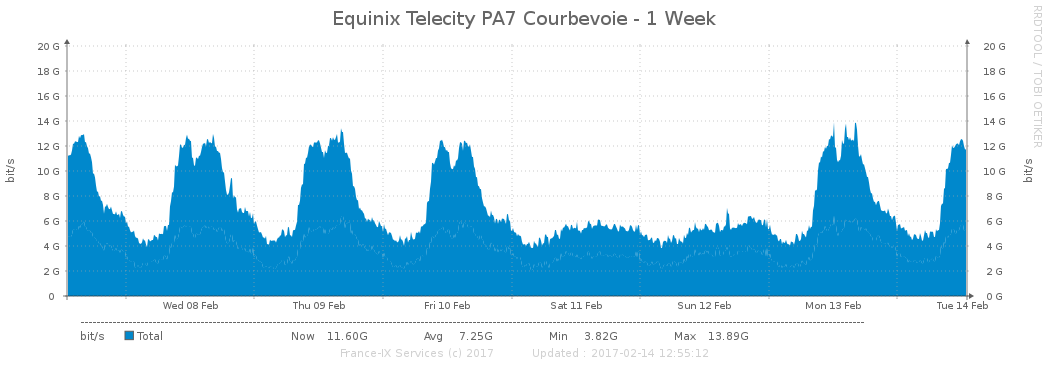 Equinix Telecity PA7 Courbevoie - 1 Week
RRDTOOL / TOBI OETIKER
bit/s
20 G 20 G
18 G 18 G
16 G 16 G
14 G 14 G
12 G 12 G
10 G 10 G
8 G 8 G
6 G 6 G
4 G 4 G
2 G 2 G
0 0 G
bit/s
Wed 08 Feb Thu 09 Feb Fri 10 Feb Sat 11 Feb Sun 12 Feb Mon 13 Feb Tue 14 Feb
bit/s Total Now 11.60G Avg 7.25G Min 3.82G Max 13.89G
France-IX Services (c) 2017 Updated : 2017-02-14 12:55:12